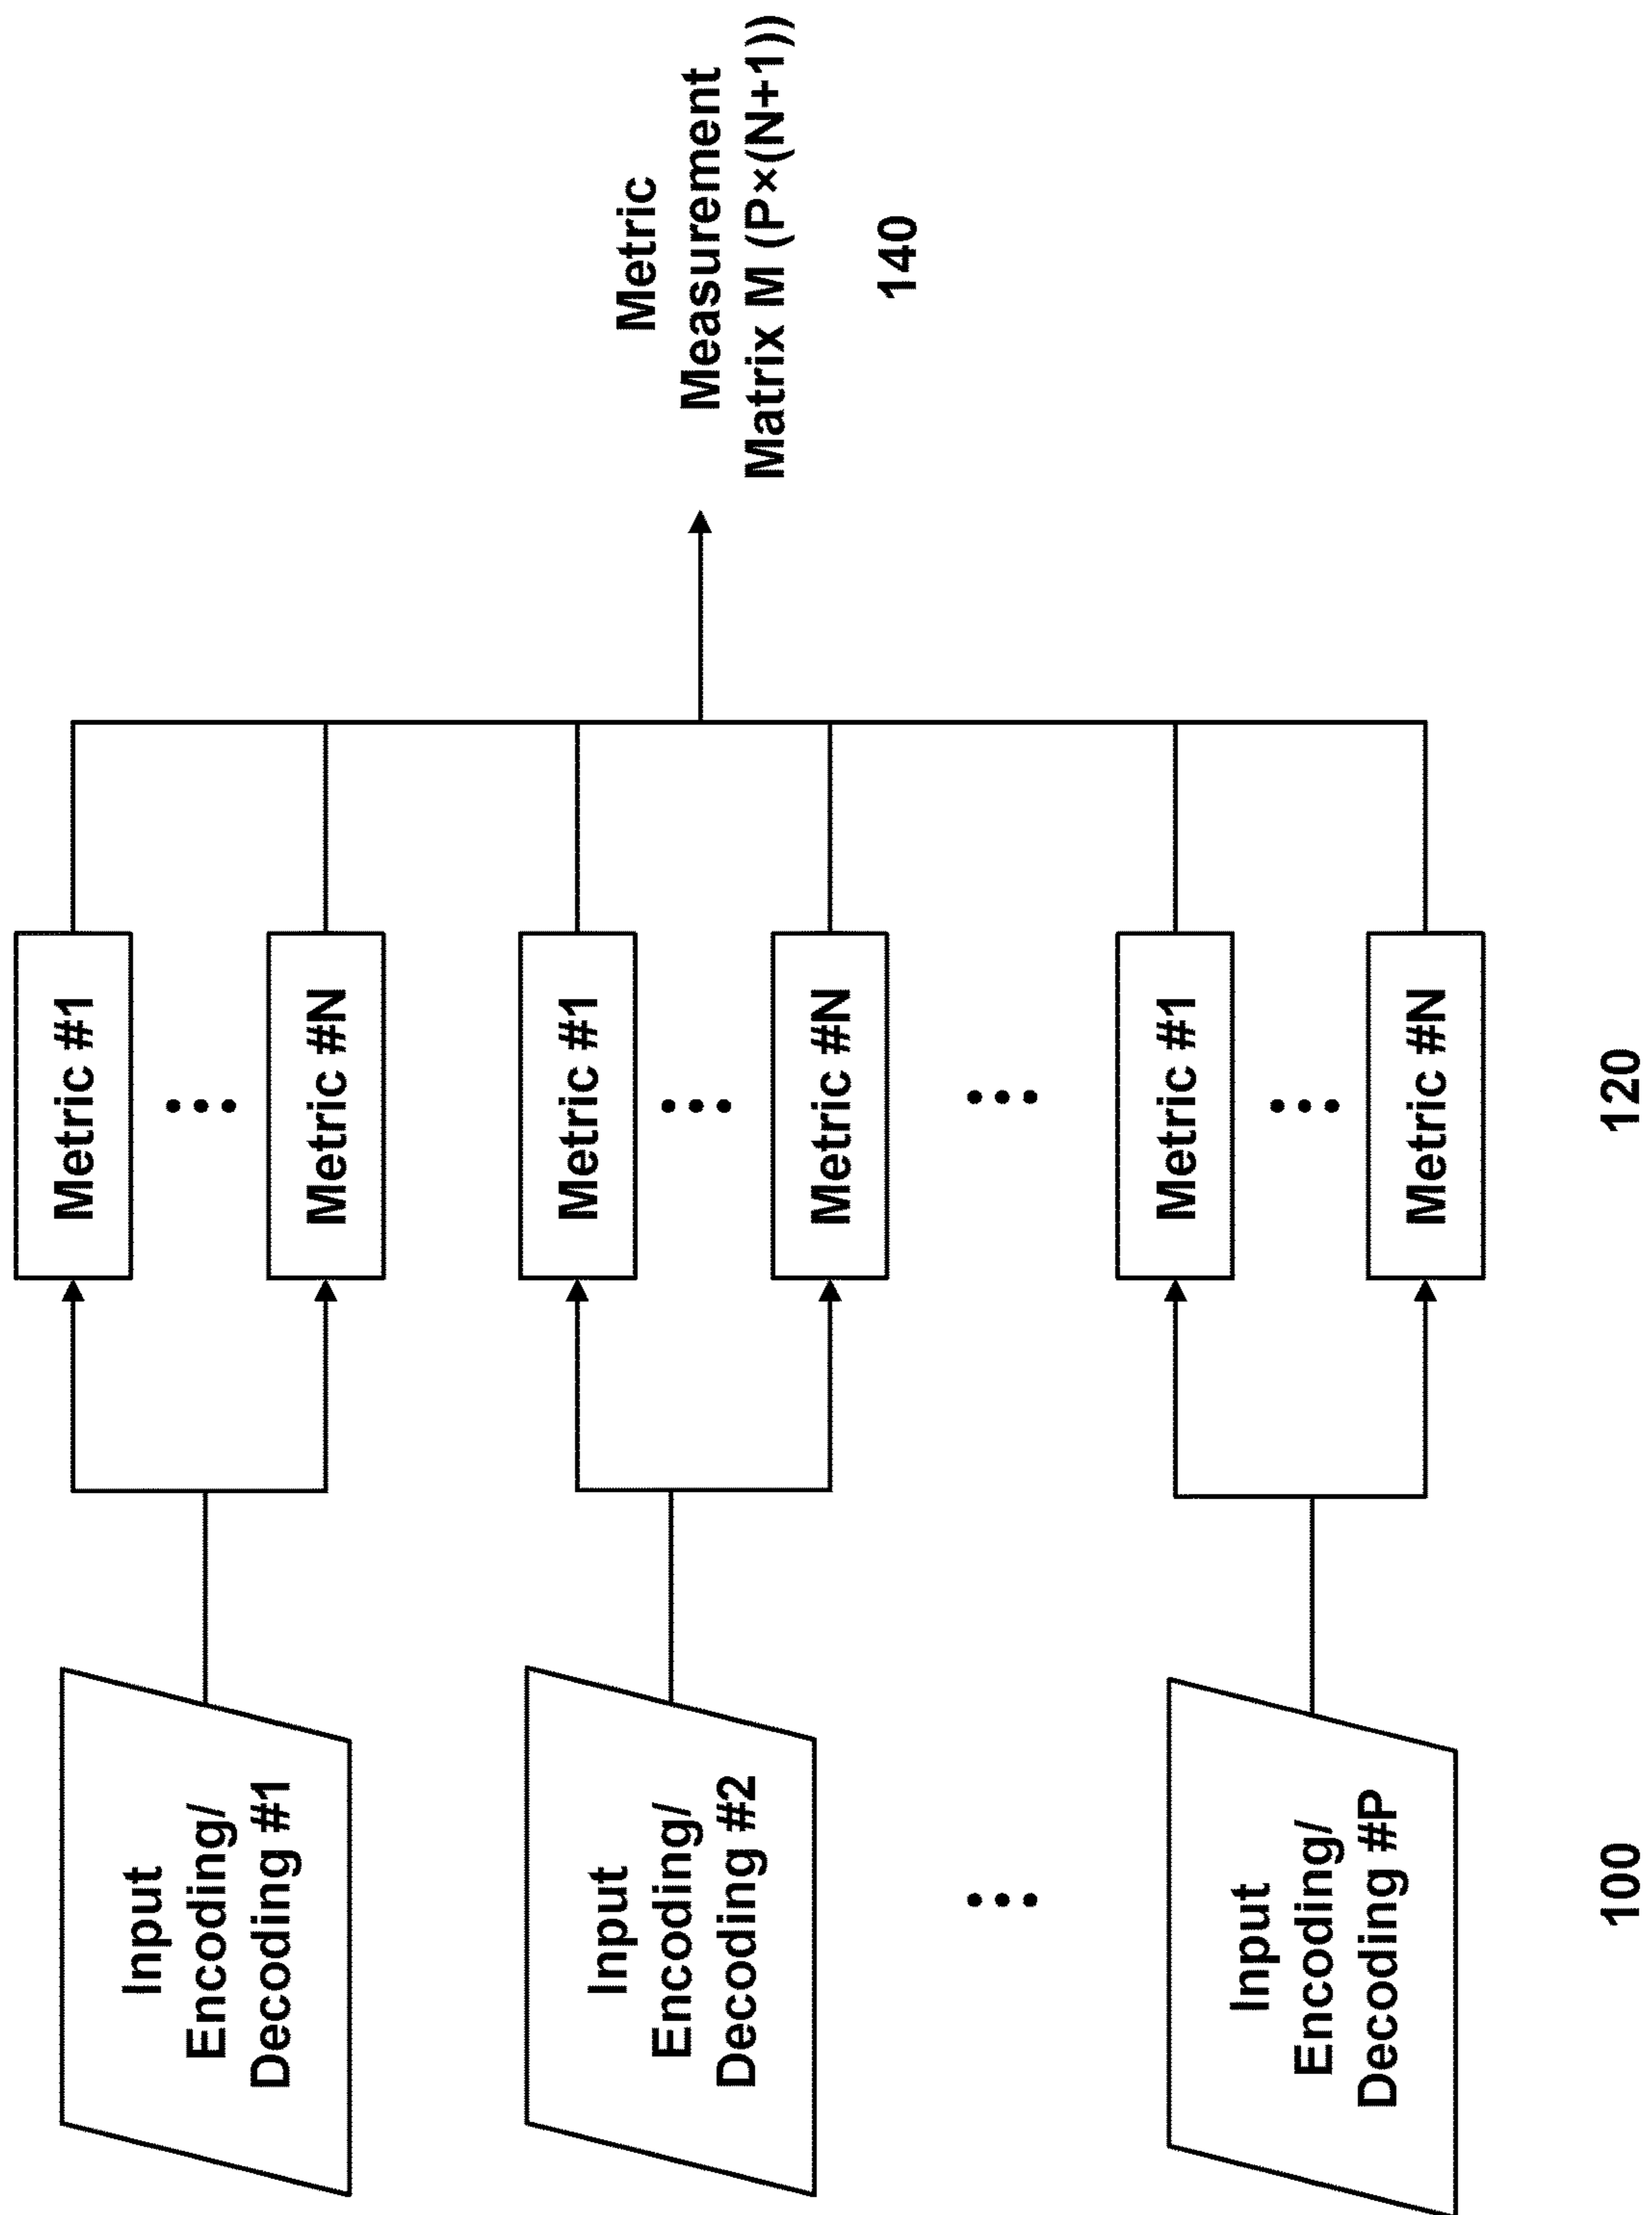 Input
Encoding/
Decoding #1
Metric #1
Metric #N
Input
Encoding/
Decoding #2
Metric #1
Metric #N
Input
Encoding/
Decoding #P
Metric #1
Metric #N
Metric
Measurement
Matrix M (P×(N+1))
140
100
120